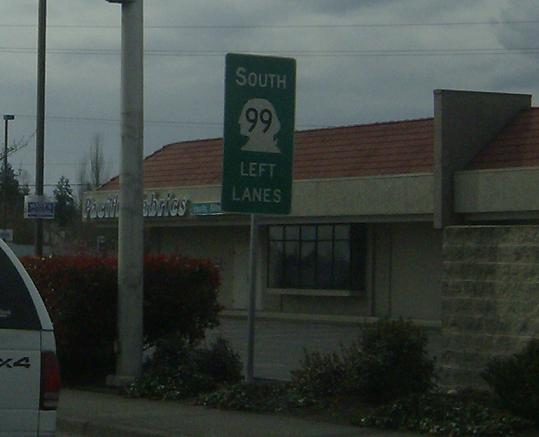 SOUTH
99
LEFT
LANES
Pacific Fabrics
4x4